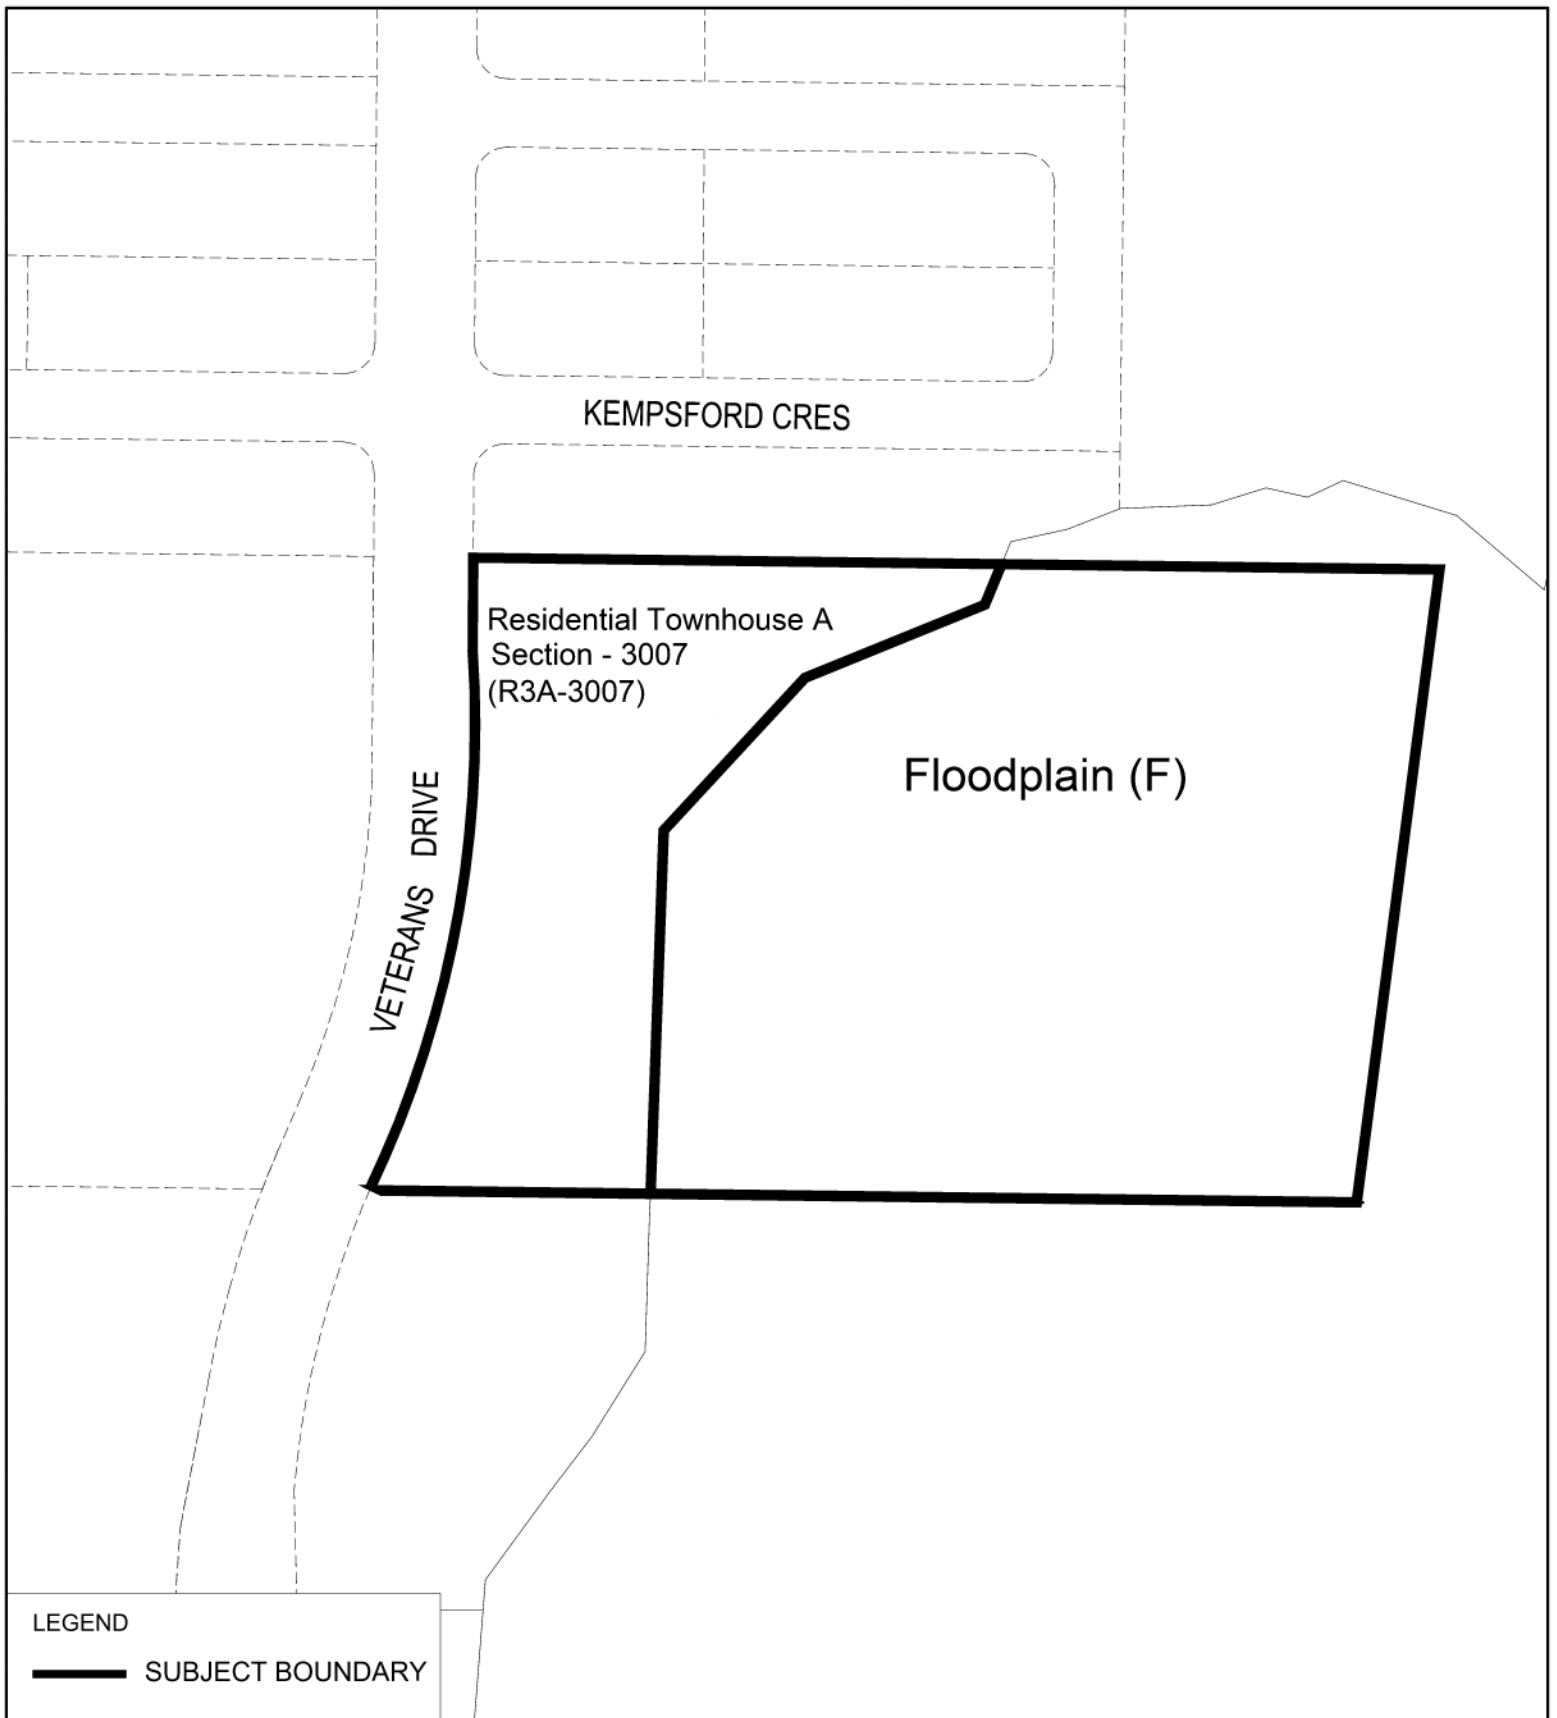 KEMPSFORD CRES
Residential Townhouse A
Section - 3007
(R3A-3007)
Floodplain (F)
VETERANS DRIVE
LEGEND
SUBJECT BOUNDARY